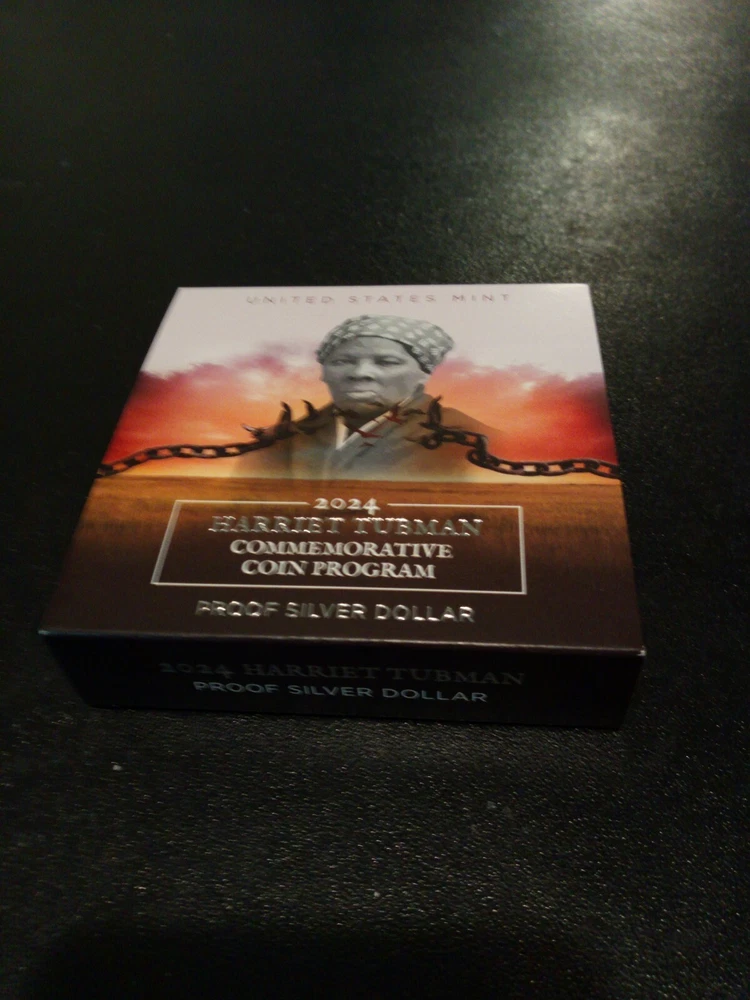 UNITED STATES MINT
2024
HARRIET TUBMAN
COMMEMORATIVE
COIN PROGRAM
PROOF SILVER DOLLAR
2024 HARRIET TUBMAN
PROOF SILVER DOLLAR